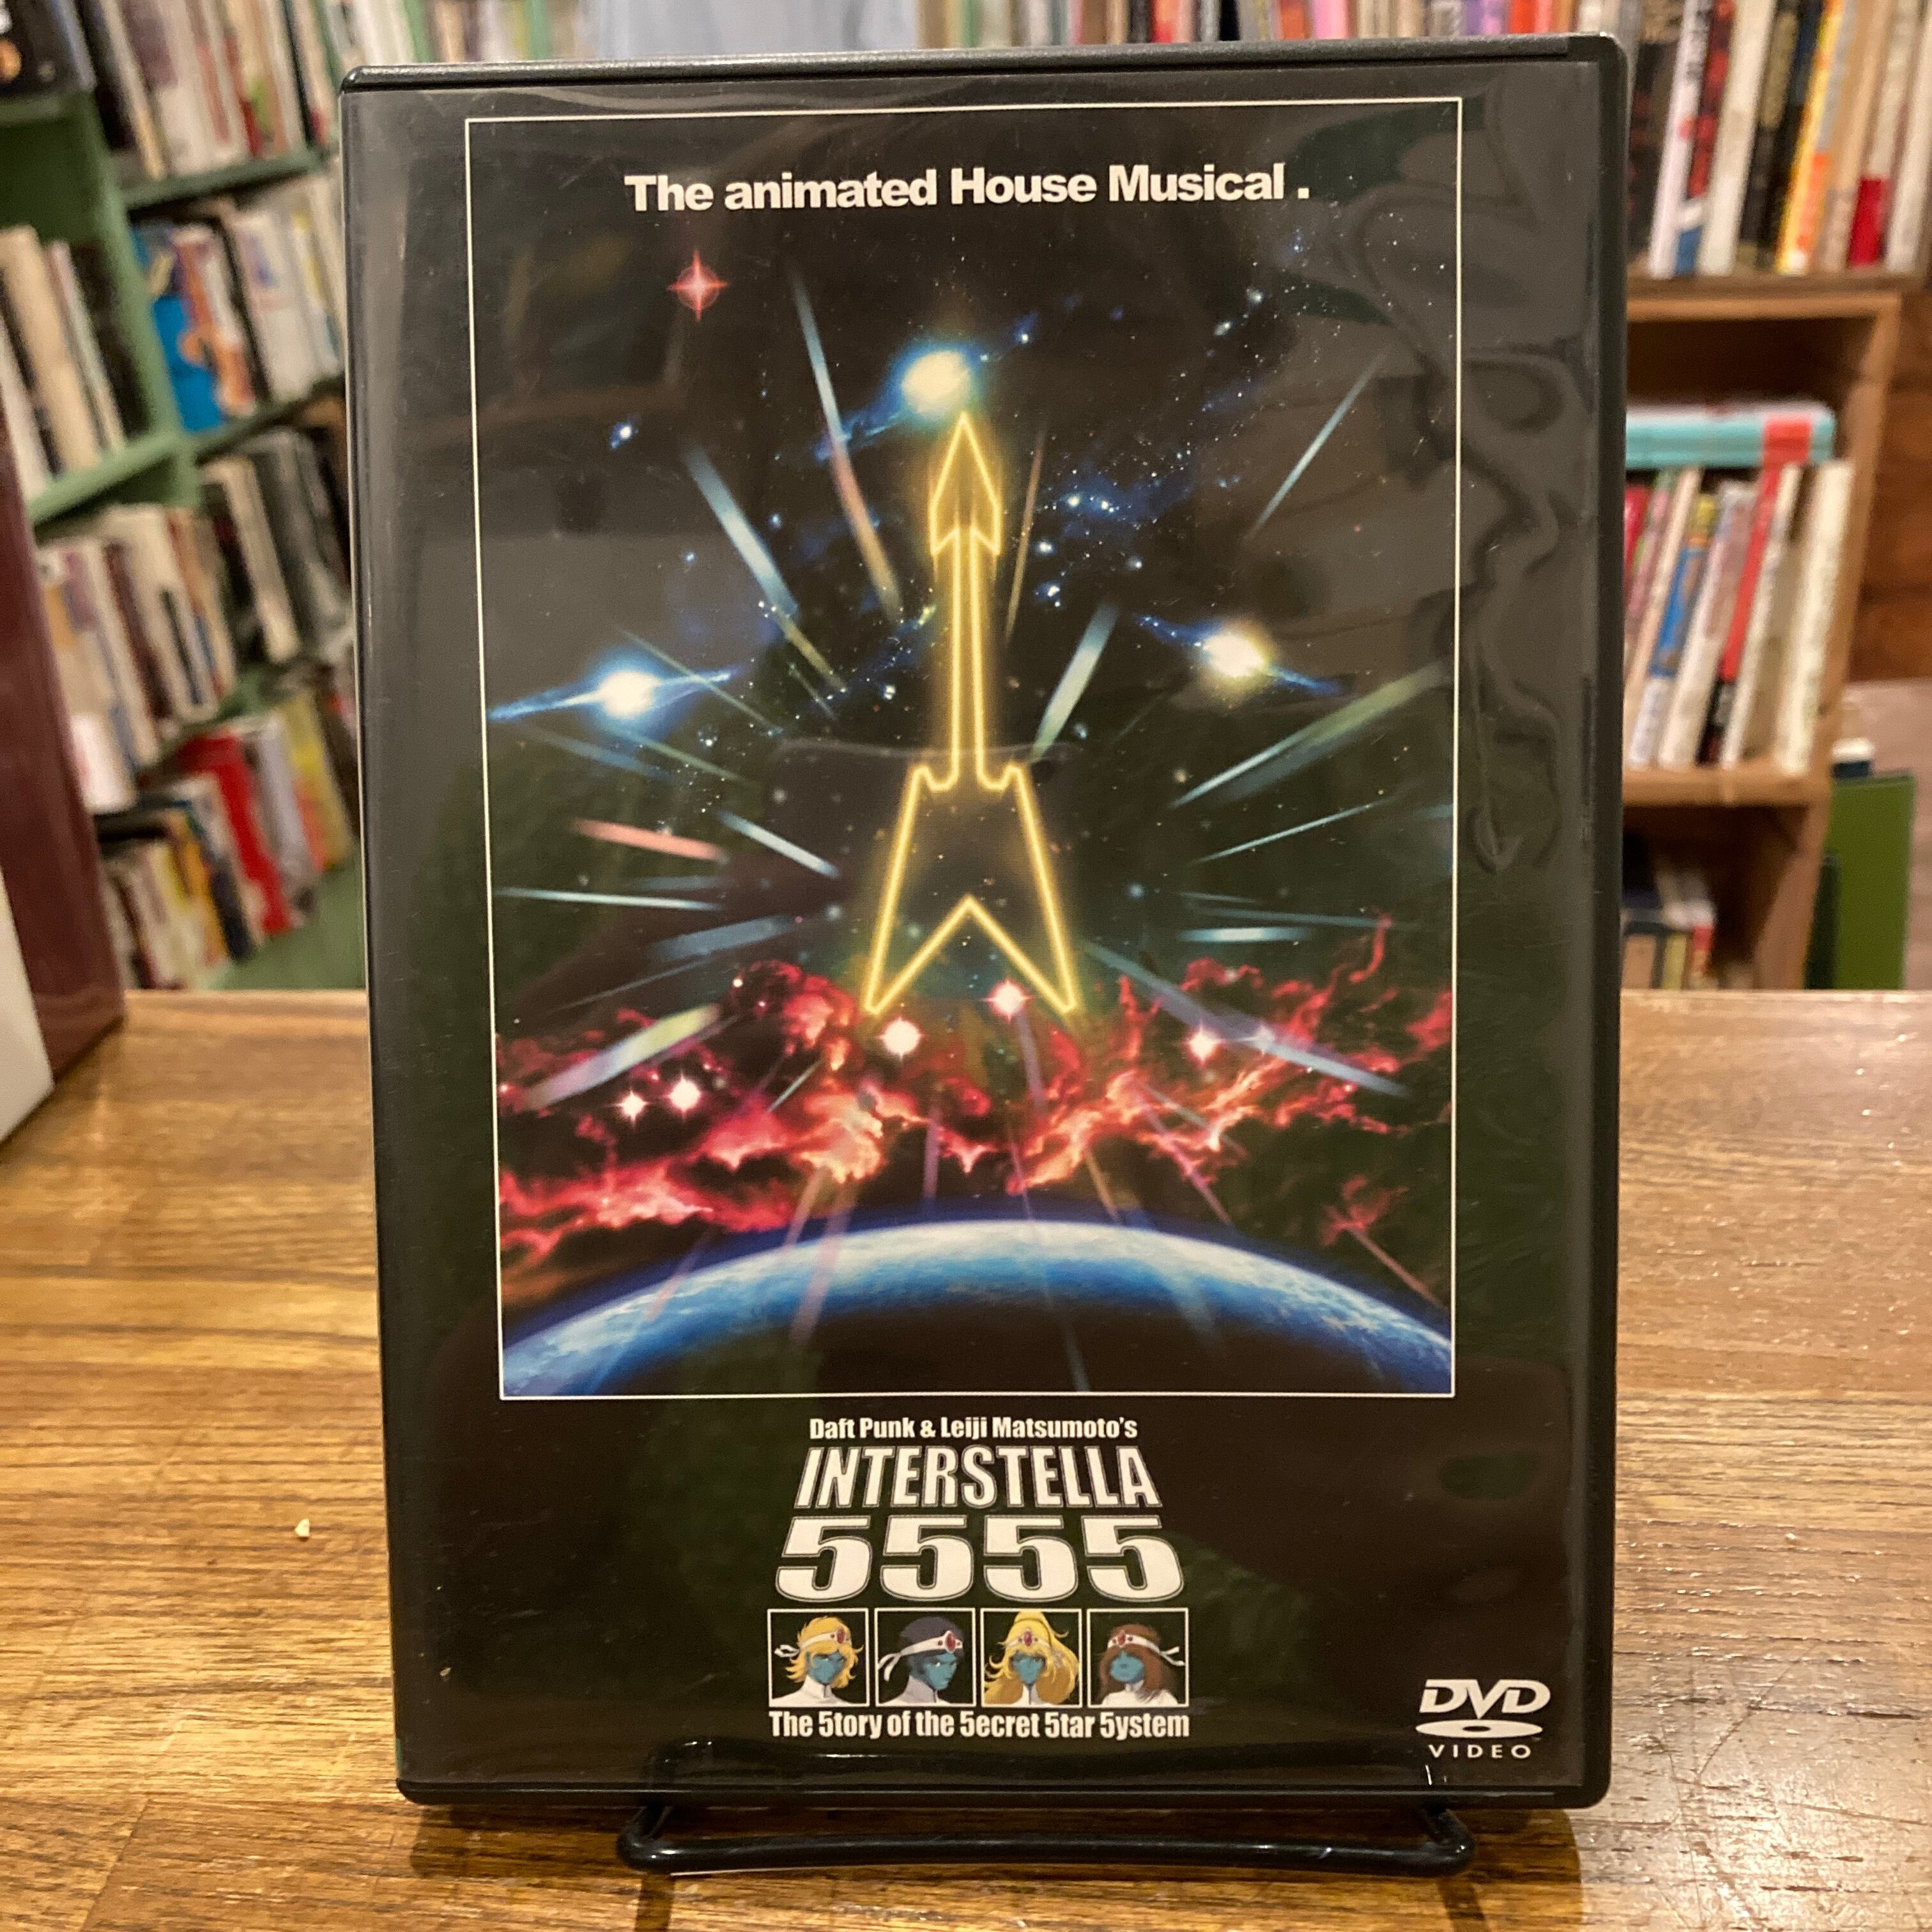 The animated House Musical .
Daft Punk & Leiji Matsumoto's
INTERSTELLA
5555
The 5tory of the 5ecret 5tar 5ystem
DVD
VIDEO